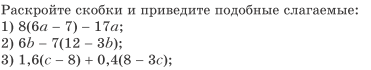 Раскройте скобки и приведите подобные слагаемые:
1) 8(6a – 7) – 17a;
2) 6b – 7(12 – 3b);
3) 1,6(c – 8) + 0,4(8 – 3c);